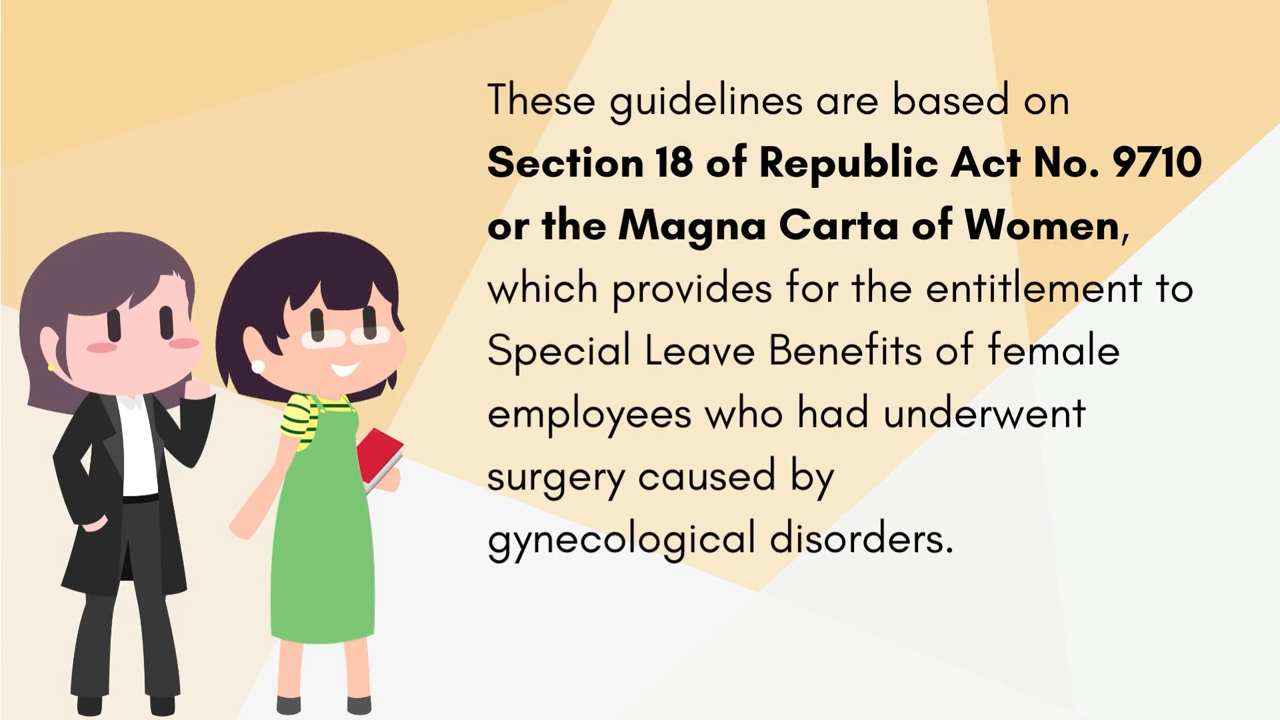 These guidelines are based on
Section 18 of Republic Act No. 9710
or the Magna Carta of Women,
which provides for the entitlement to
Special Leave Benefits of female
employees who had underwent
surgery caused by
gynecological disorders.